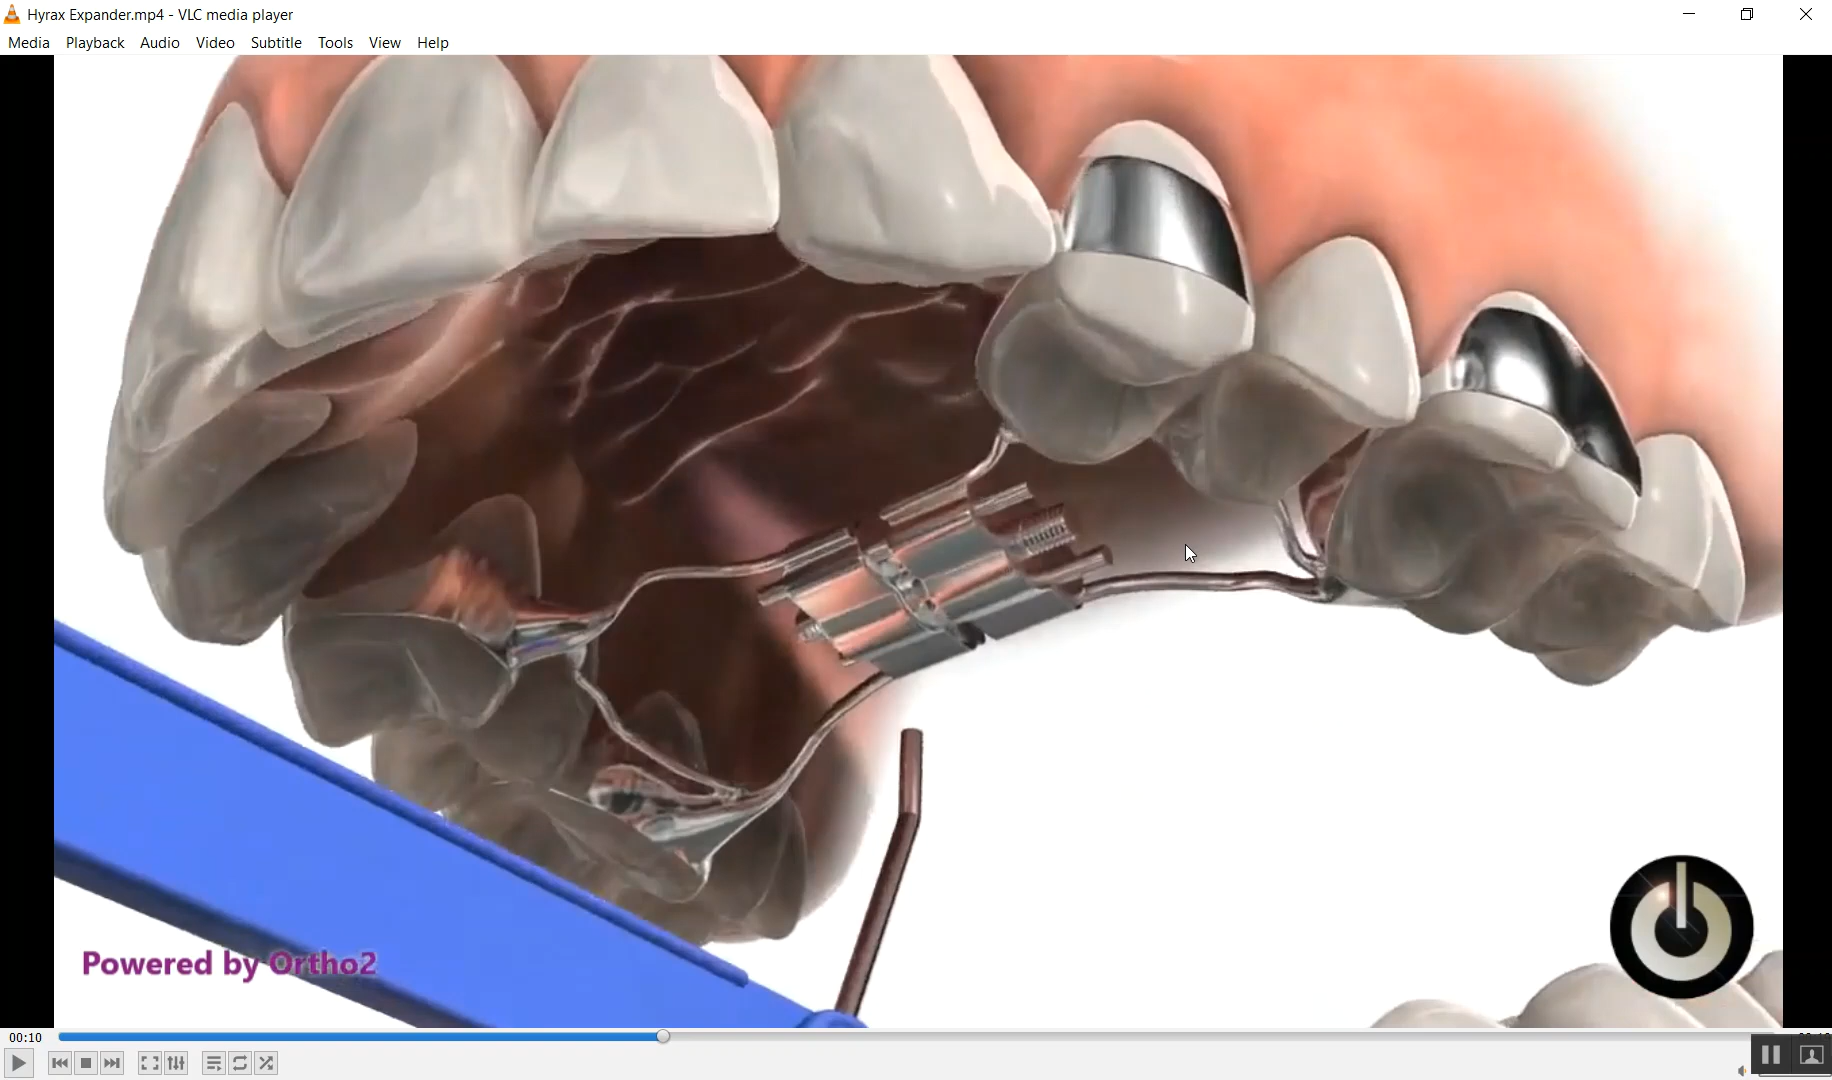 Hyrax Expander.mp4 - VLC media player
Media Playback Audio Video Subtitle Tools View Help
Powered by Ortho2
00:10